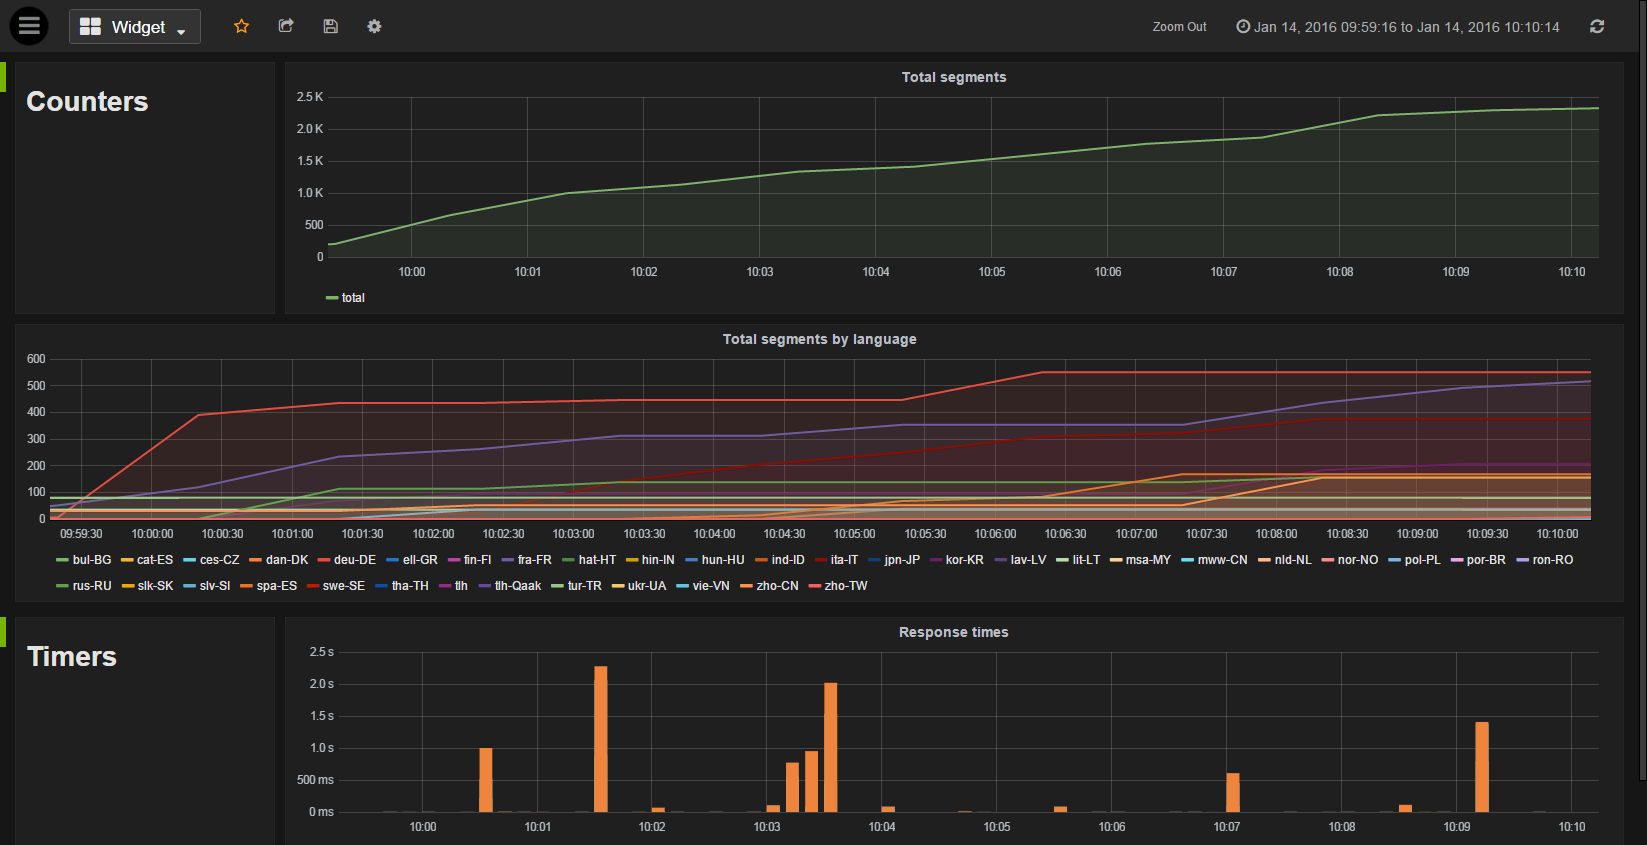 Widget
Zoom Out
Jan 14, 2016 09:59:16 to Jan 14, 2016 10:10:14
Counters
Total segments
2.5 K
2.0 K
1.5 K
1.0 K
500
0
10:00 10:01 10:02 10:03 10:04 10:05 10:06 10:07 10:08 10:09 10:10
total
Total segments by language
600
500
400
300
200
100
0
09:59:30 10:00:00 10:00:30 10:01:00 10:01:30 10:02:00 10:02:30 10:03:00 10:03:30 10:04:00 10:04:30 10:05:00 10:05:30 10:06:00 10:06:30 10:07:00 10:07:30 10:08:00 10:08:30 10:09:00 10:09:30 10:10:00
bul-BG cat-ES ces-CZ dan-DK deu-DE ell-GR fin-FI fra-FR hat-HT hin-IN hun-HU ind-ID ita-IT jpn-JP kor-KR lav-LV lit-LT msa-MY mww-CN nld-NL nor-NO pol-PL por-BR ron-RO
rus-RU slk-SK slv-SI spa-ES swe-SE tha-TH tlh tlh-Qaak tur-TR ukr-UA vie-VN zho-CN zho-TW
Timers
Response times
2.5 s
2.0 s
1.5 s
1.0 s
500 ms
0 ms
10:00 10:01 10:02 10:03 10:04 10:05 10:06 10:07 10:08 10:09 10:10